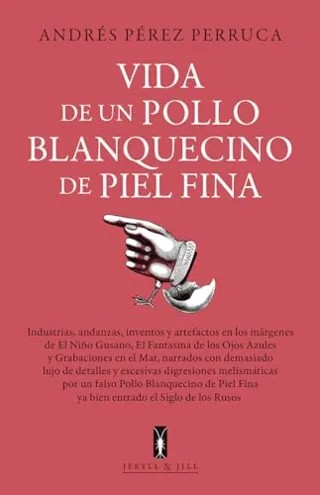 ANDRÉS PÉREZ PERRUCA
VIDA
DE UN POLLO
BLANQUECINO
DE PIEL FINA
Industrias, andanzas, inventos y artefactos en los márgenes
de El Niño Gusano, El Fantasma de los Ojos Azules
y Grabaciones en el Mar, narrados con demasiado
lujo de detalles y excesivas digresiones melismáticas
por un falso Pollo Blanquecino de Piel Fina
ya bien entrado el Siglo de los Rusos
JEKYLL & JILL